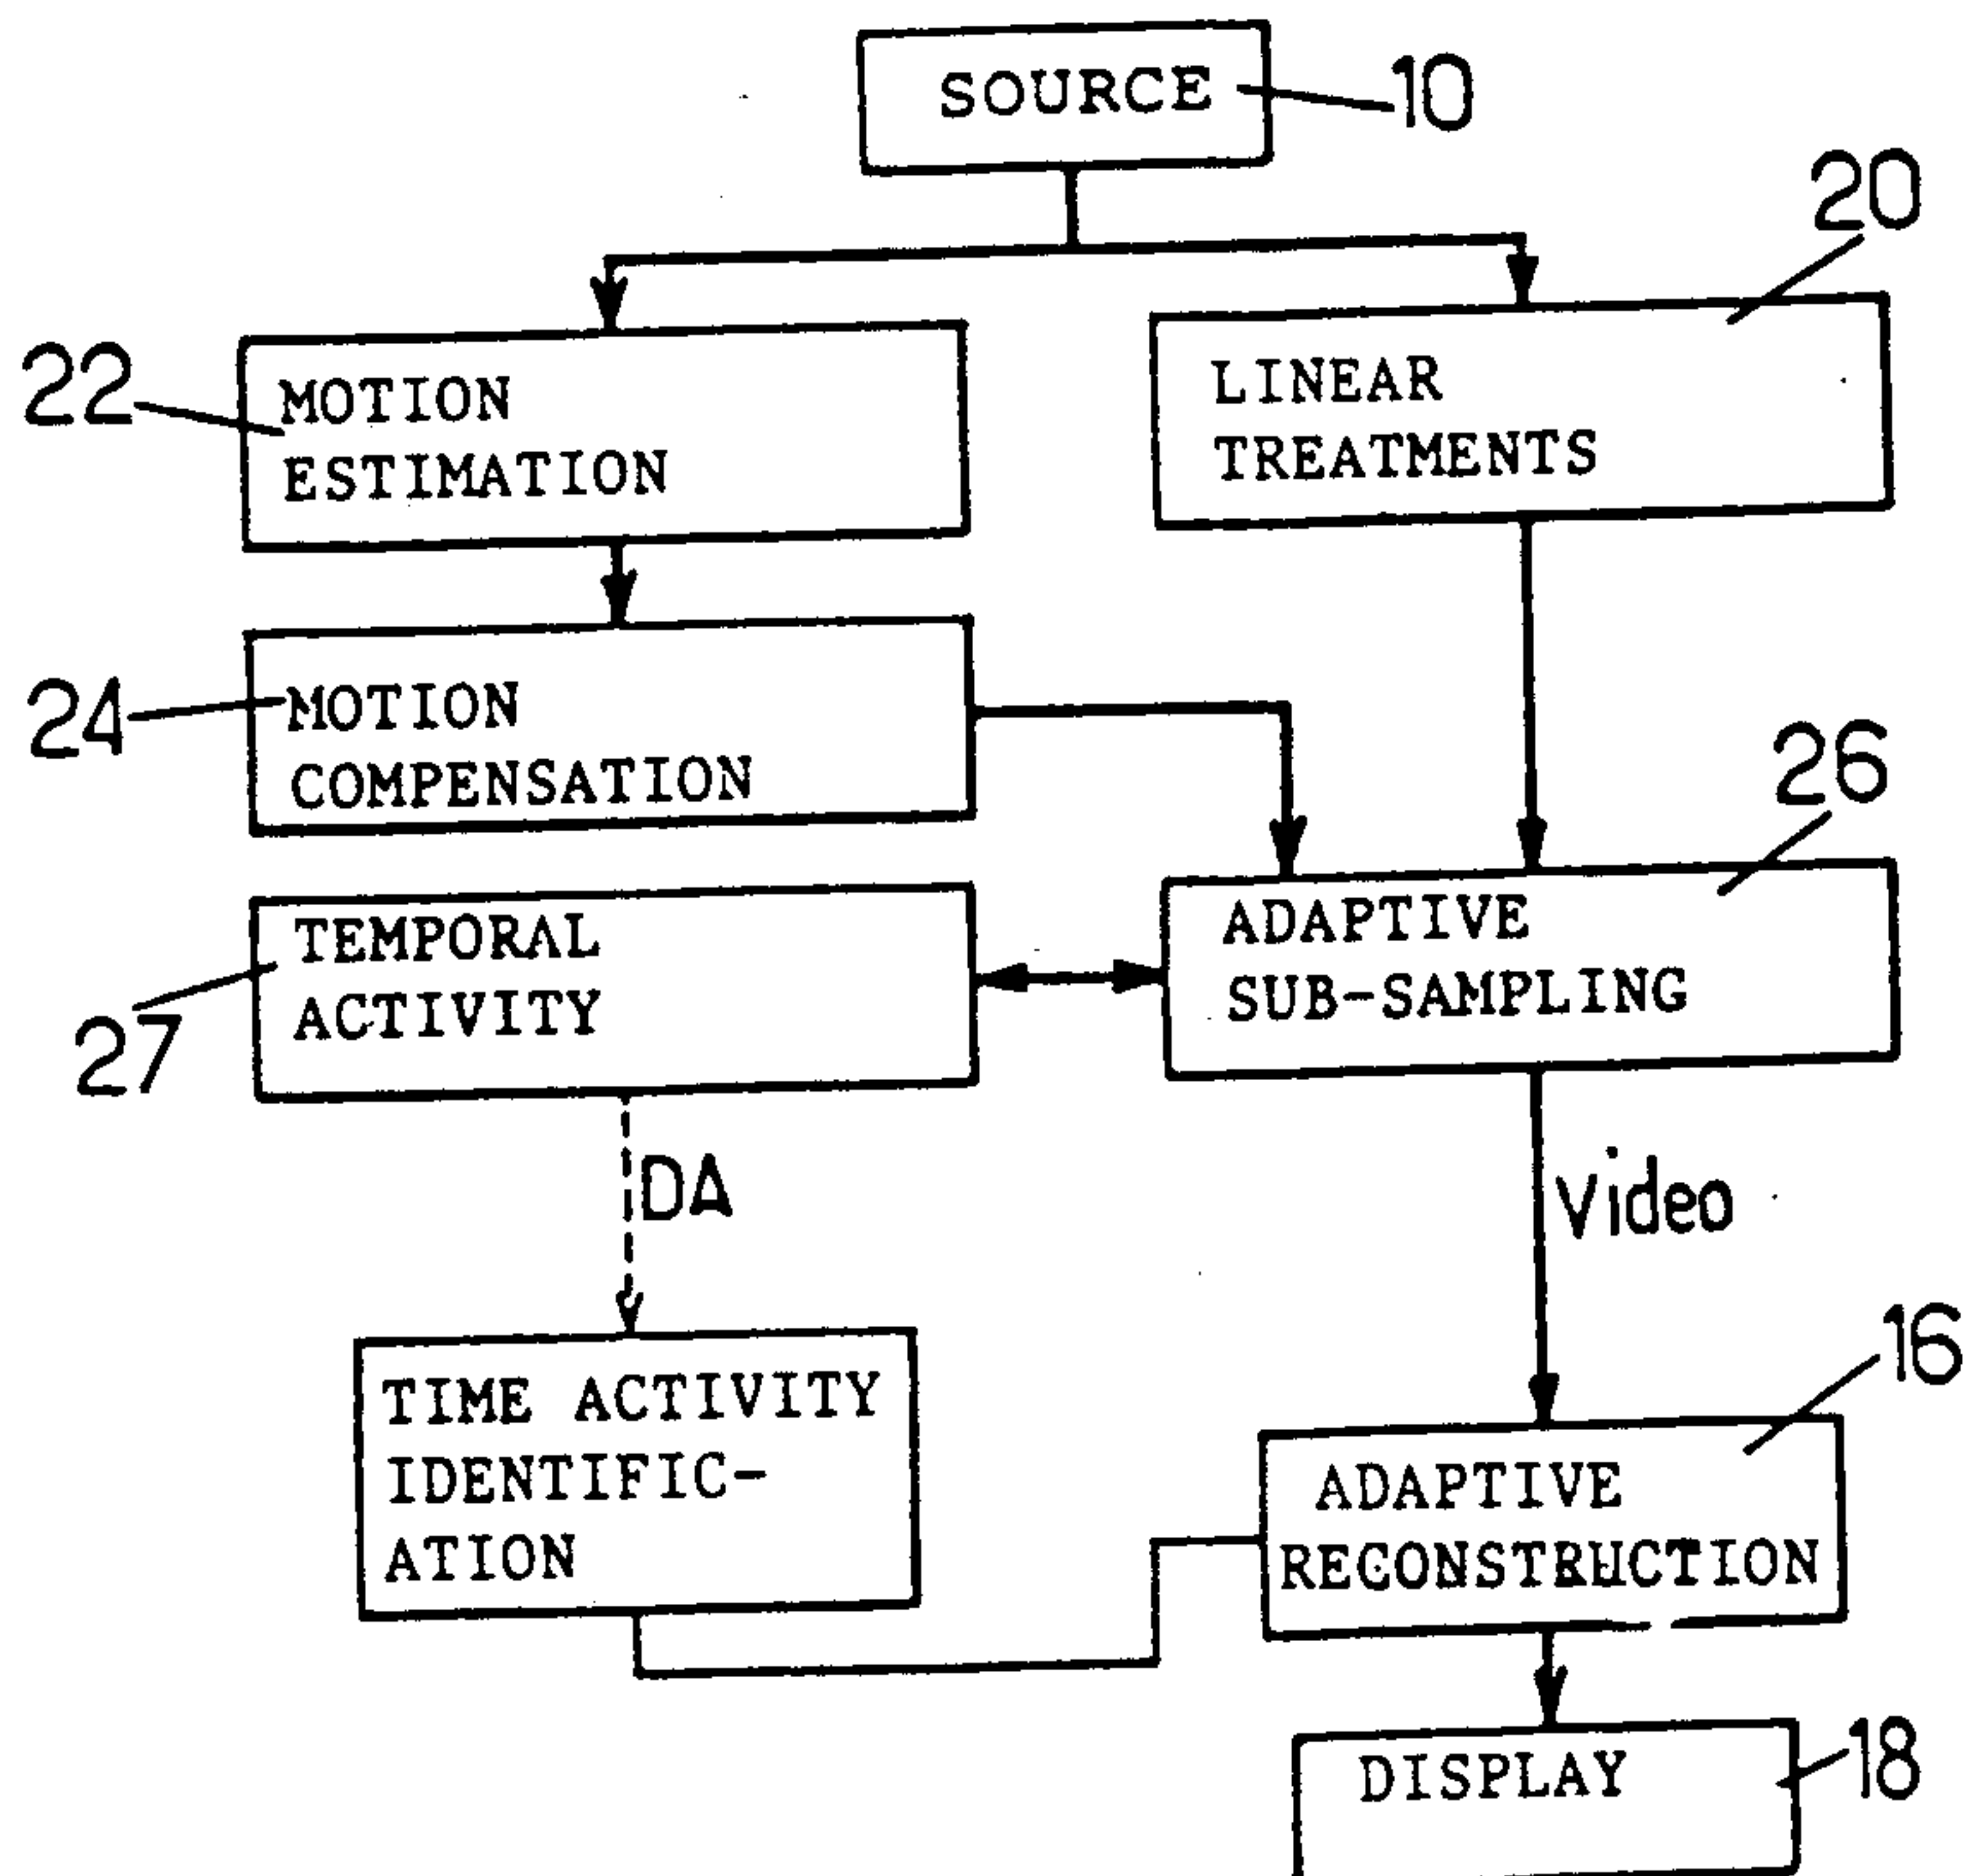 SOURCE
10
20
22
MOTION
ESTIMATION
LINEAR
TREATMENTS
24
MOTION
COMPENSATION
26
TEMPORAL
ACTIVITY
27
ADAPTIVE
SUB-SAMPLING
DA
Video
16
TIME ACTIVITY
IDENTIFIC-
ATION
ADAPTIVE
RECONSTRUCTION
DISPLAY
18